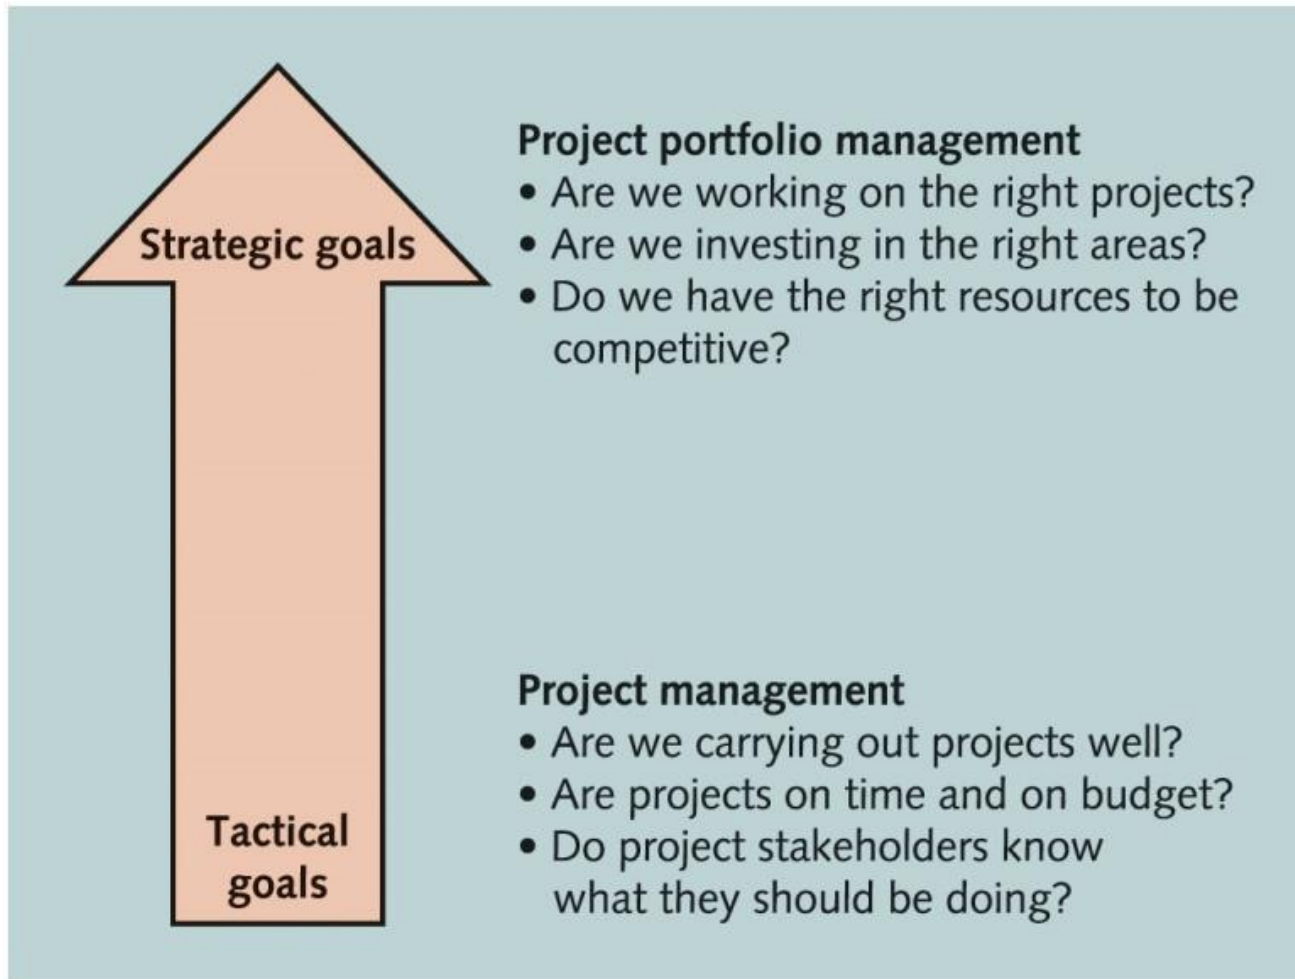 Strategic goals
Project portfolio management
• Are we working on the right projects?
• Are we investing in the right areas?
• Do we have the right resources to be
competitive?
Tactical
goals
Project management
• Are we carrying out projects well?
• Are projects on time and on budget?
• Do project stakeholders know
what they should be doing?